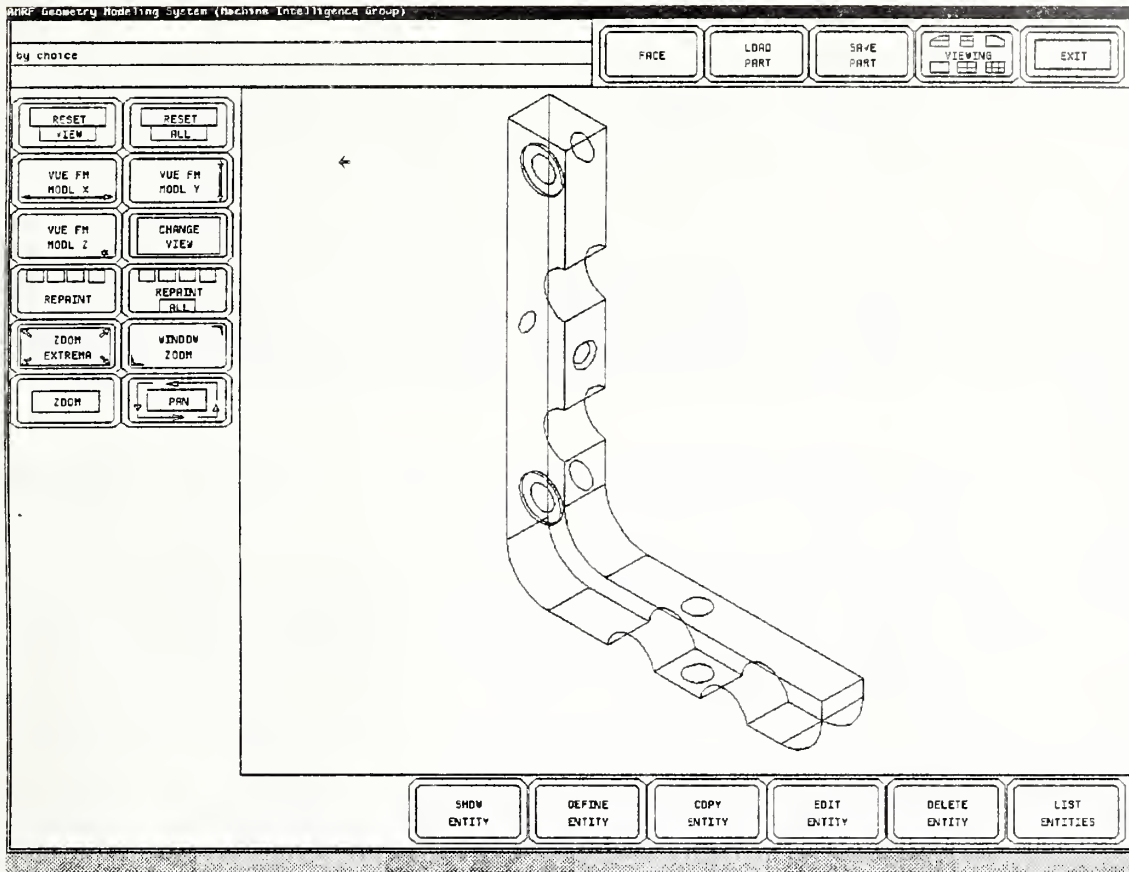 AMRF Geometry Modeling System (Machine Intelligence Group)
by choice
FACE
LOAD
PART
SAVE
PART
VIEWING
EXIT
RESET
VIEW
RESET
ALL
VUE FM
MODL X
VUE FM
MODL Y
VUE FM
MODL Z
CHANGE
VIEW
REPAINT
REPAINT
ALL
ZOOM
EXTREMA
WINDOW
ZOOM
ZOOM
PAN
SHOW
ENTITY
DEFINE
ENTITY
COPY
ENTITY
EDIT
ENTITY
DELETE
ENTITY
LIST
ENTITIES